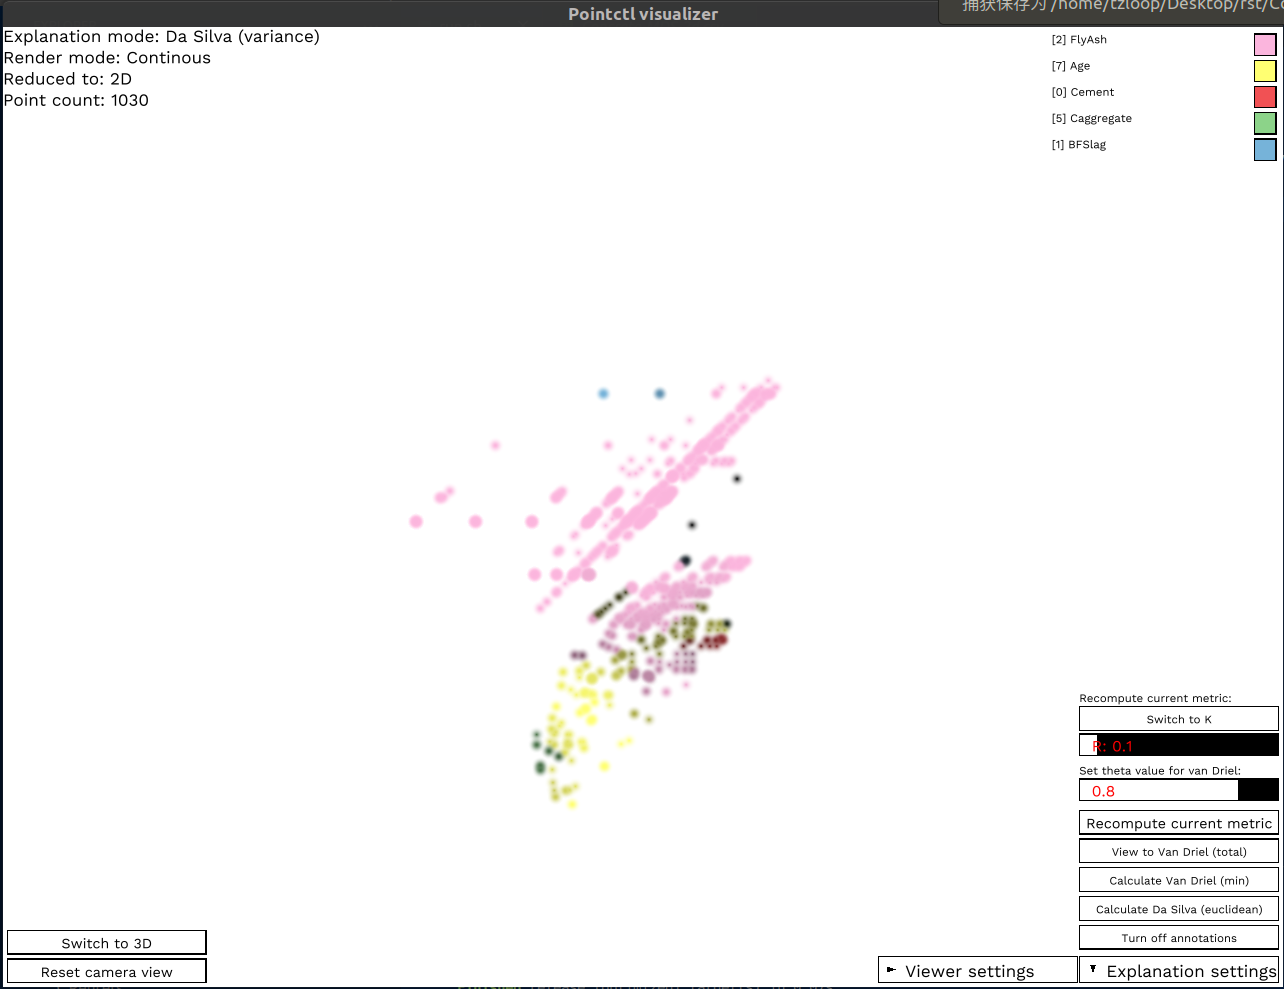 Pointctl visualizer
捕获保存为 /home/tzloop/Desktop/rst/Co
Explanation mode: Da Silva (variance)
Render mode: Continous
Reduced to: 2D
Point count: 1030
[2] FlyAsh
[7] Age
[0] Cement
[5] Caggregate
[1] BFSlag
Recompute current metric:
Switch to K
R: 0.1
Set theta value for van Driel:
0.8
Recompute current metric
View to Van Driel (total)
Calculate Van Driel (min)
Calculate Da Silva (euclidean)
Turn off annotations
Switch to 3D
Reset camera view
Viewer settings
Explanation settings